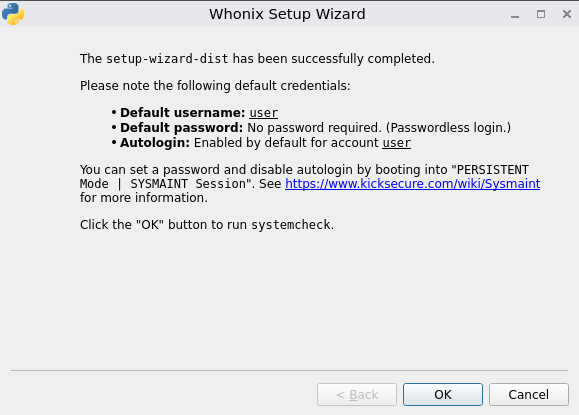 Whonix Setup Wizard
The setup-wizard-dist has been successfully completed.
Please note the following default credentials:
• Default username: user
• Default password: No password required. (Passwordless login.)
• Autologin: Enabled by default for account user
You can set a password and disable autologin by booting into "PERSISTENT
Mode | SYSMAINT Session". See https://www.kicksecure.com/wiki/Sysmaint
for more information.
Click the "OK" button to run systemcheck.
< Back
OK
Cancel